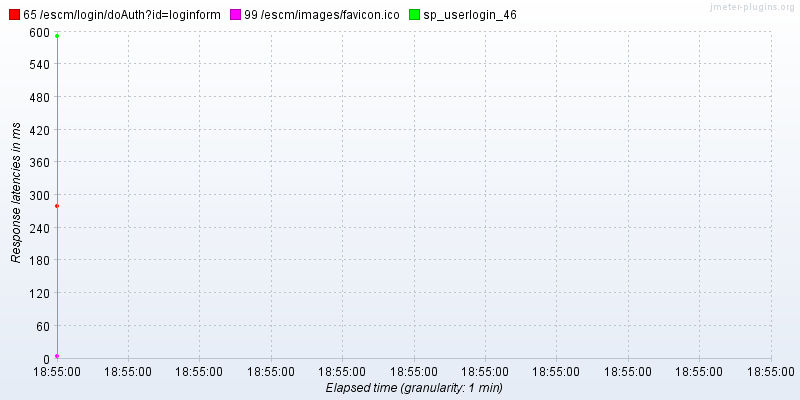 65 /escm/login/doAuth?id=loginform 99 /escm/images/favicon.ico sp_userlogin_46
jmeter-plugins.org
600
540
480
420
360
300
240
180
120
60
0
Response latencies in ms
18:55:00 18:55:00 18:55:00 18:55:00 18:55:00 18:55:00 18:55:00 18:55:00 18:55:00 18:55:00 18:55:00
Elapsed time (granularity: 1 min)